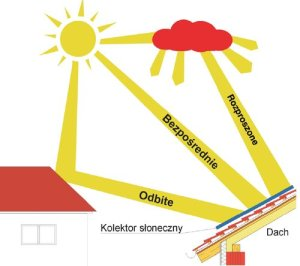 Rozproszone
Bezpośrednie
Odbite
Kolektor słoneczny
Dach